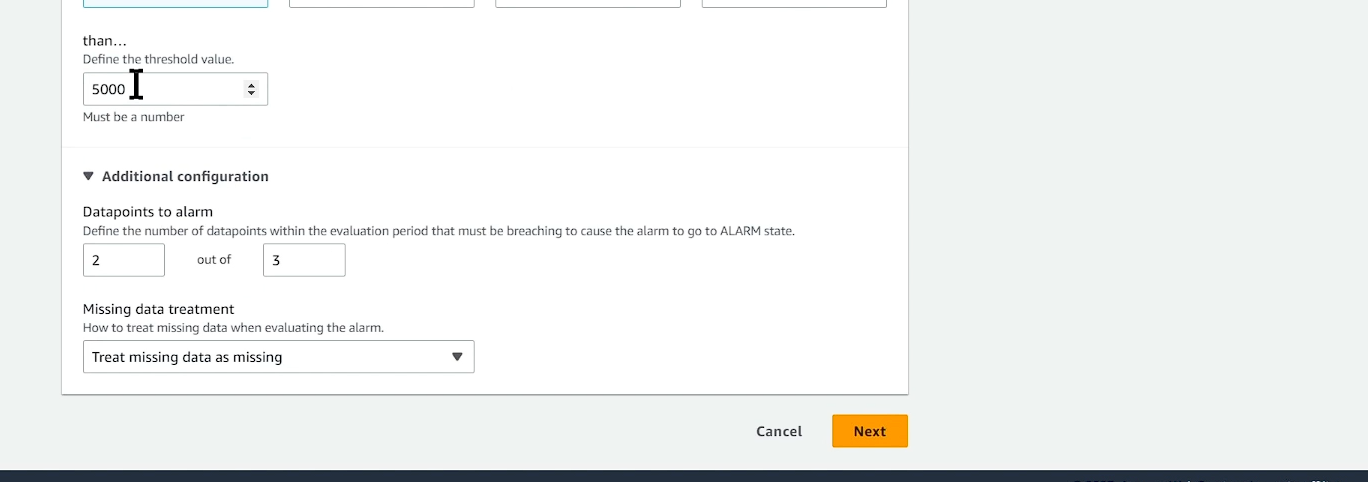 than...
Define the threshold value.
5000
Must be a number
Additional configuration
Datapoints to alarm
Define the number of datapoints within the evaluation period that must be breaching to cause the alarm to go to ALARM state.
2 out of 3
Missing data treatment
How to treat missing data when evaluating the alarm.
Treat missing data as missing
Cancel Next